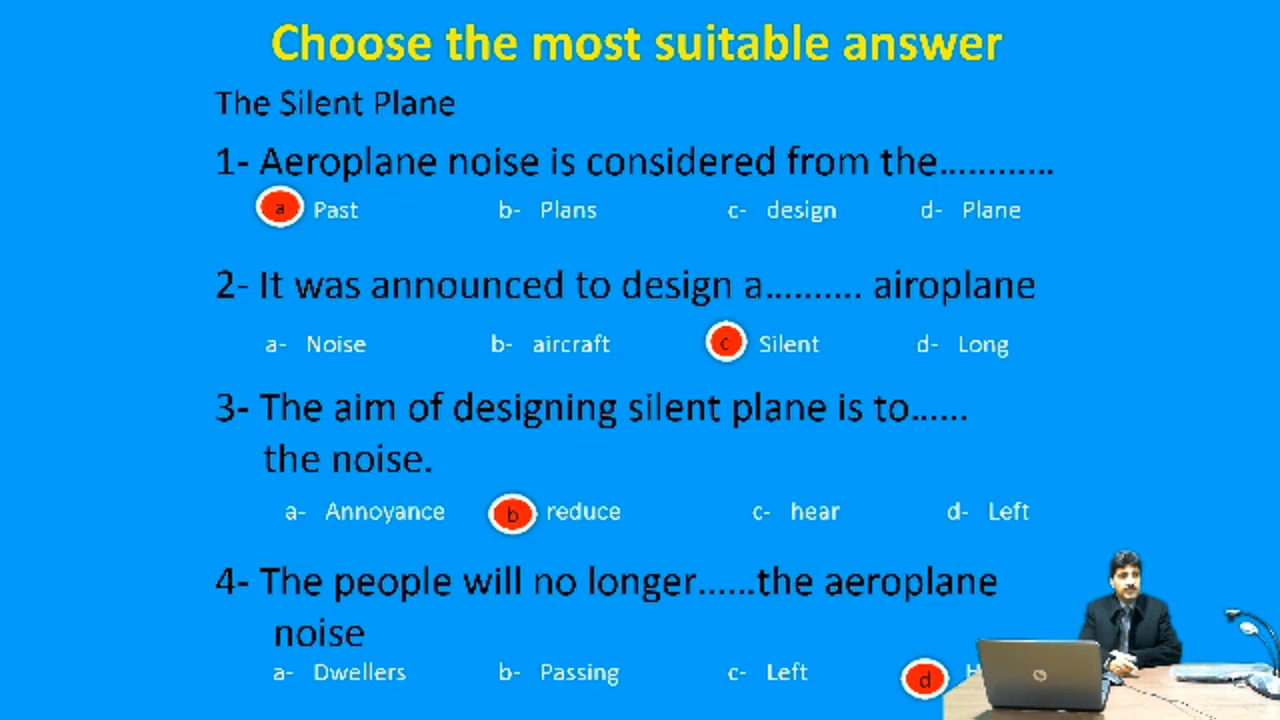 Choose the most suitable answer
The Silent Plane
1- Aeroplane noise is considered from the............
a Past b- Plans c- design d- Plane
2- It was announced to design a.......... airoplane
a- Noise b- aircraft c Silent d- Long
3- The aim of designing silent plane is to......
the noise.
a- Annoyance b reduce c- hear d- Left
4- The people will no longer......the aeroplane
noise
a- Dwellers b- Passing c- Left d